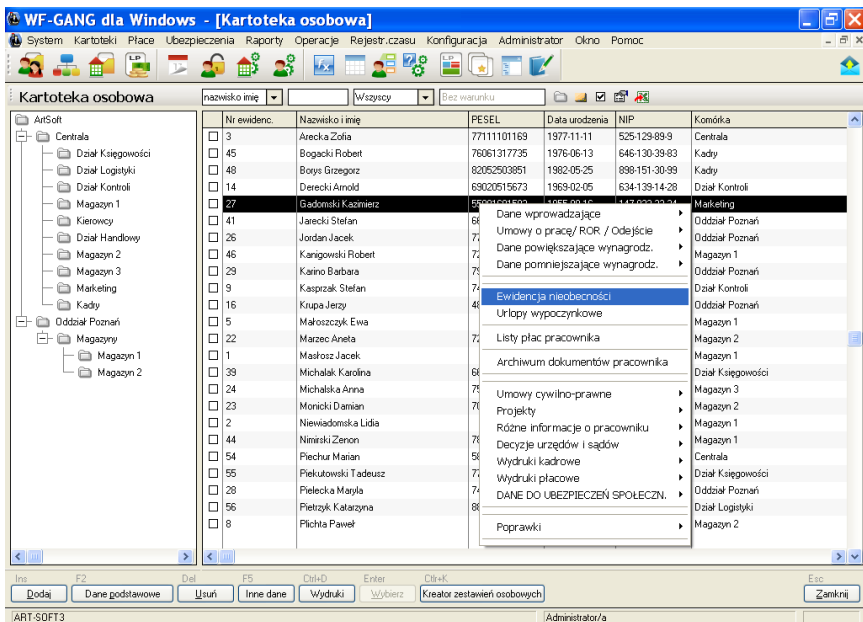 WF-GANG dla Windows - [Kartoteka osobowa]
System Kartoteki Płace Ubezpieczenia Raporty Operacje Rejestr.czasu Konfiguracja Administrator Okno Pomoc
Kartoteka osobowa nazwisko imię Wszyscy Bez warunku
ArtSoft
Centrala
Dział Księgowości
Dział Logistyki
Dział Kontroli
Magazyn 1
Kierowcy
Dział Handlowy
Magazyn 2
Magazyn 3
Marketing
Kadry
Oddział Poznań
Magazyny
Magazyn 1
Magazyn 2
Nr ewidenc. Nazwisko i imię PESEL Data urodzenia NIP Komórka
3 Arecka Zofia 77111101169 1977-11-11 525-129-89-9 Centrala
45 Bogacki Robert 76061317735 1976-06-13 646-130-39-83 Kadry
48 Borys Grzegorz 82052503851 1982-05-25 898-151-30-99 Kadry
14 Derecki Arnold 69020515673 1969-02-05 634-139-14-28 Dział Kontroli
27 Gadomski Kazimierz Marketing
41 Jarecki Stefan Oddział Poznań
26 Jordan Jacek Oddział Poznań
46 Kanigowski Robert Magazyn 1
29 Karino Barbara Oddział Poznań
9 Kasprzak Stefan Dział Kontroli
16 Krupa Jerzy Oddział Poznań
5 Małoszczyk Ewa Magazyn 1
22 Marzec Aneta Magazyn 2
1 Masłosz Jacek Magazyn 1
39 Michalak Karolina Dział Księgowości
24 Michalska Anna Magazyn 3
23 Monicki Damian Magazyn 2
2 Niewiadomska Lidia Magazyn 1
44 Nimirski Zenon Magazyn 1
54 Piechur Marian Centrala
55 Piekutowski Tadeusz Dział Księgowości
28 Pielecka Maryla Oddział Poznań
56 Pietrzyk Katarzyna Dział Logistyki
8 Plichta Paweł Magazyn 2
Dane wprowadzające
Umowy o pracę/ ROR / Odejście
Dane powiększające wynagrodz.
Dane pomniejszające wynagrodz.
Ewidencja nieobecności
Urlopy wypoczynkowe
Listy płac pracownika
Archiwum dokumentów pracownika
Umowy cywilno-prawne
Projekty
Różne informacje o pracowniku
Decyzje urzędów i sądów
Wydruki kadrowe
Wydruki płacowe
DANE DO UBEZPIECZEŃ SPOŁECZN.
Poprawki
Ins F2 Del F5 Ctrl+D Enter Ctlr+K Esc
Dodaj Dane podstawowe Usuń Inne dane Wydruki Wybierz Kreator zestawień osobowych Zamknij
ART-SOFT3 Administrator/a